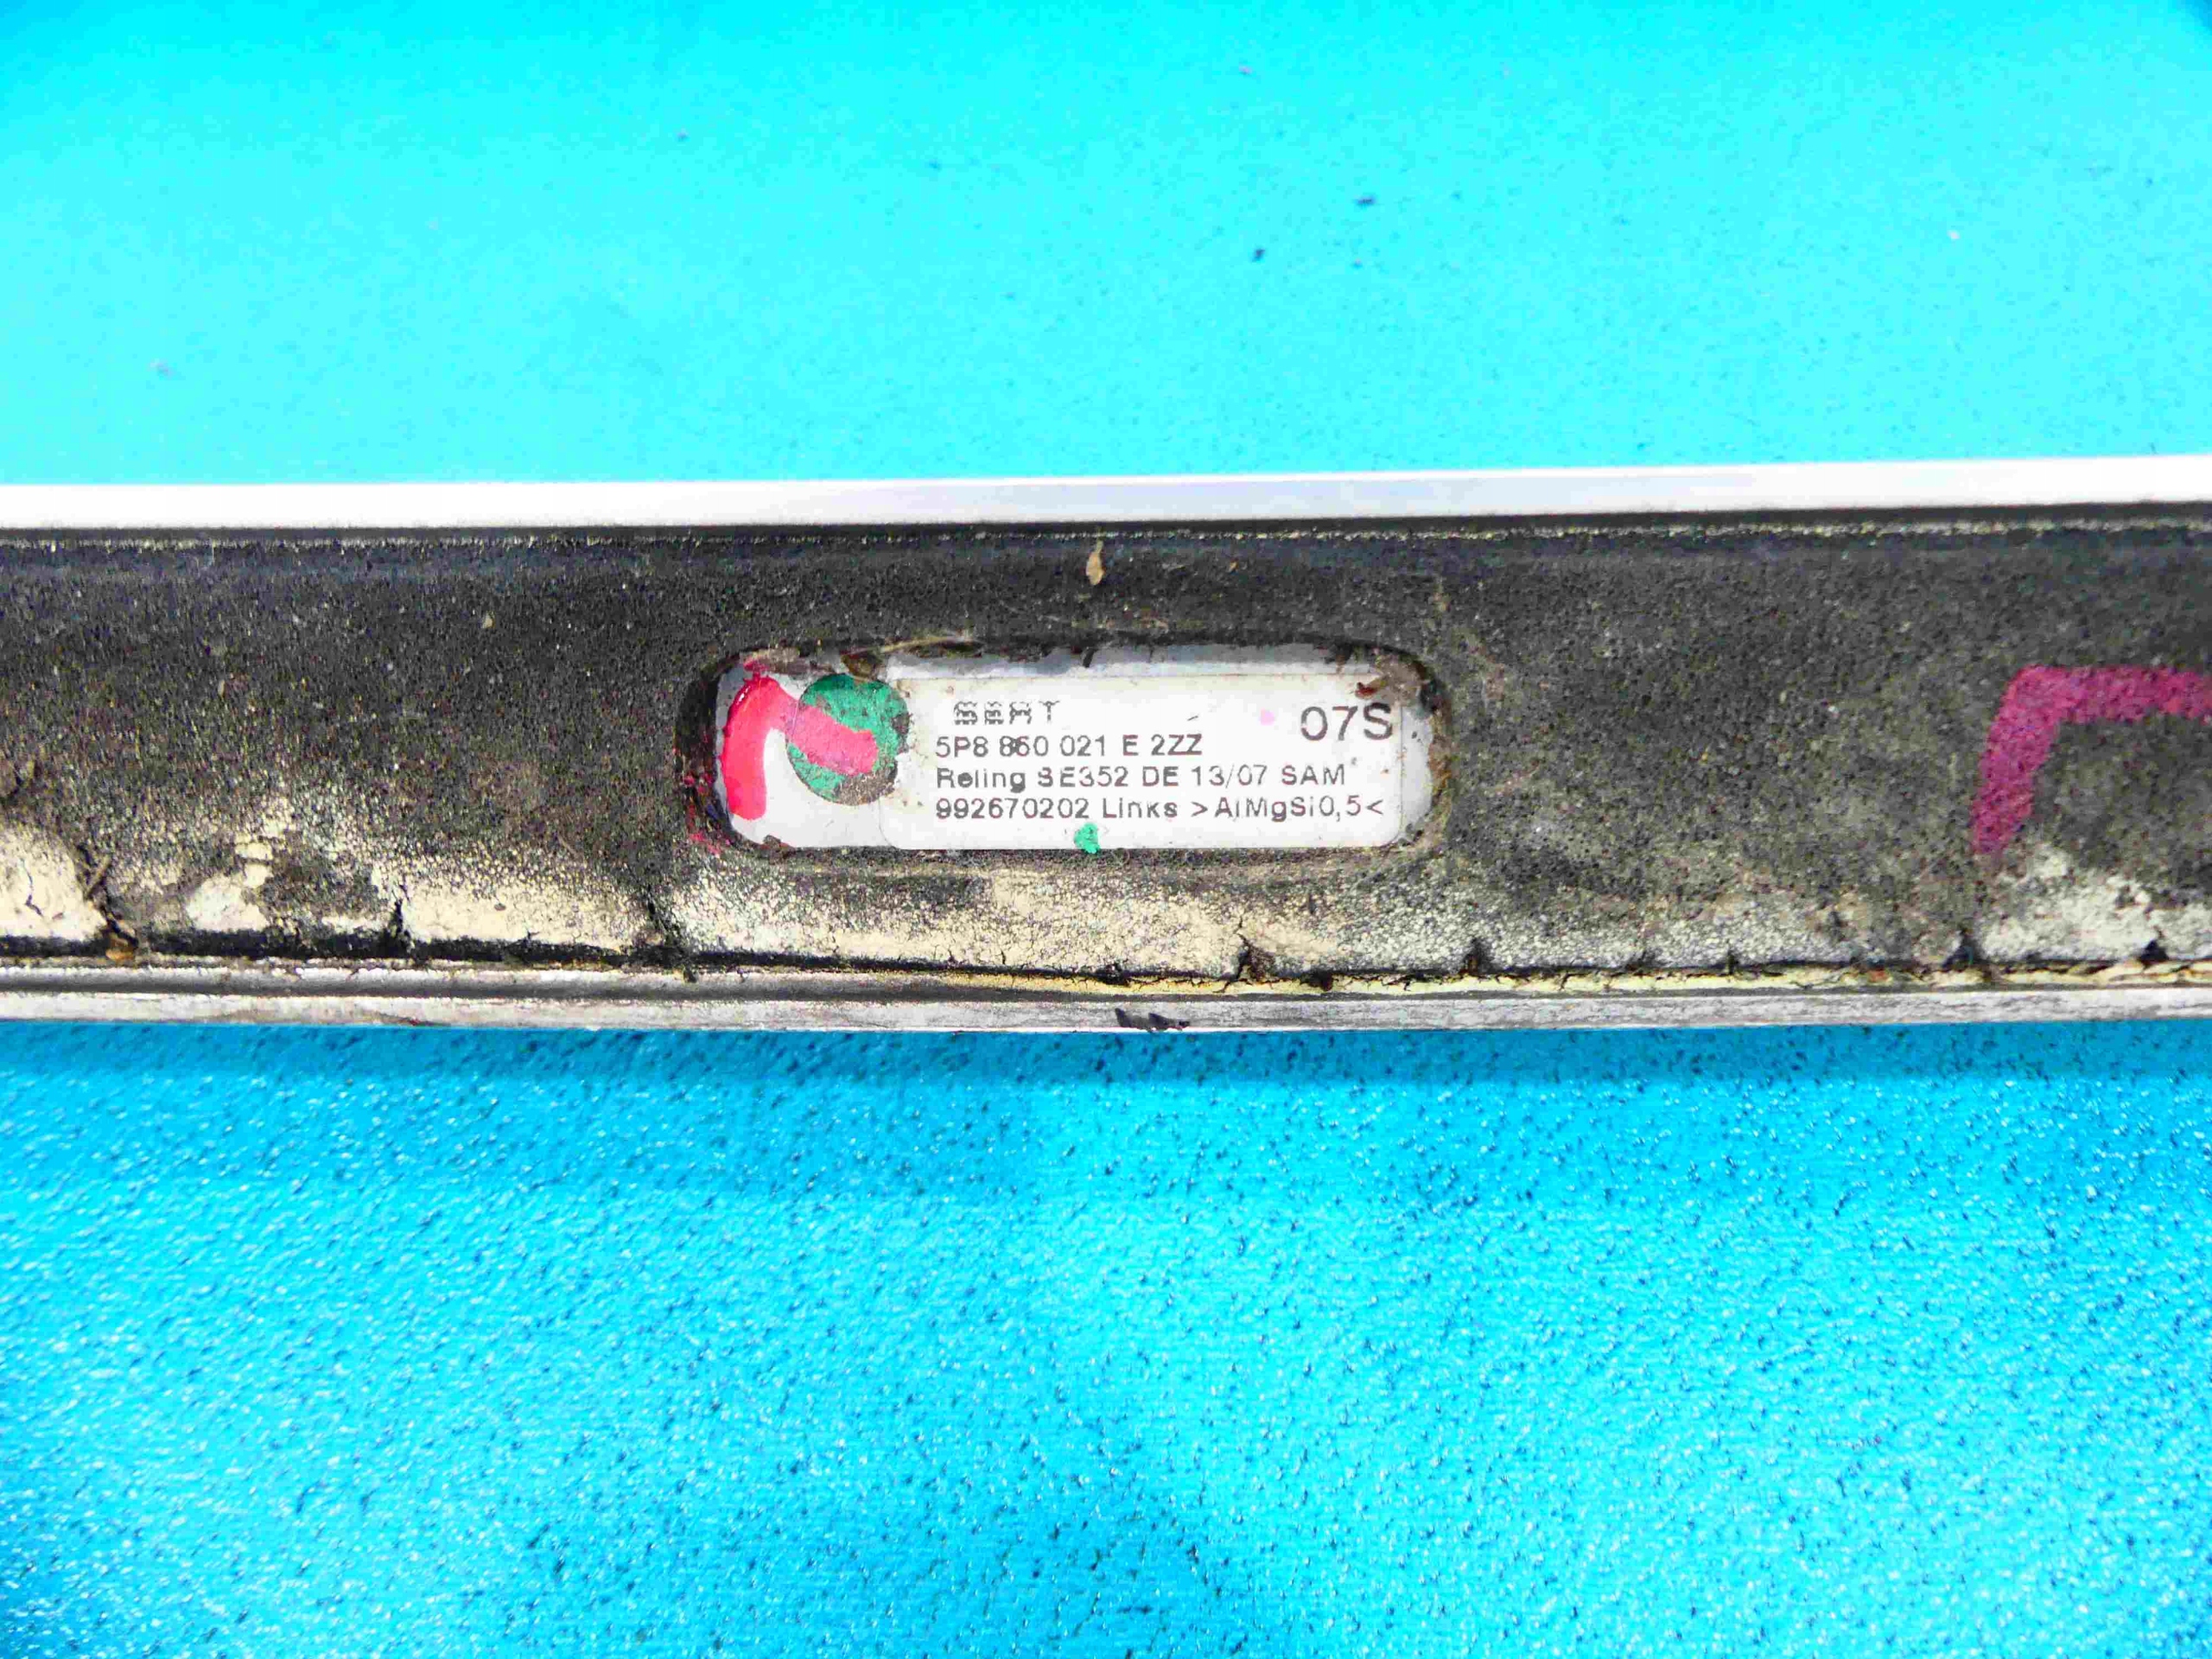 SEAT 07S
5P8 860 021 E 2ZZ
Reling SE352 DE 13/07 SAM
992670202 Links >AlMgSi0,5<